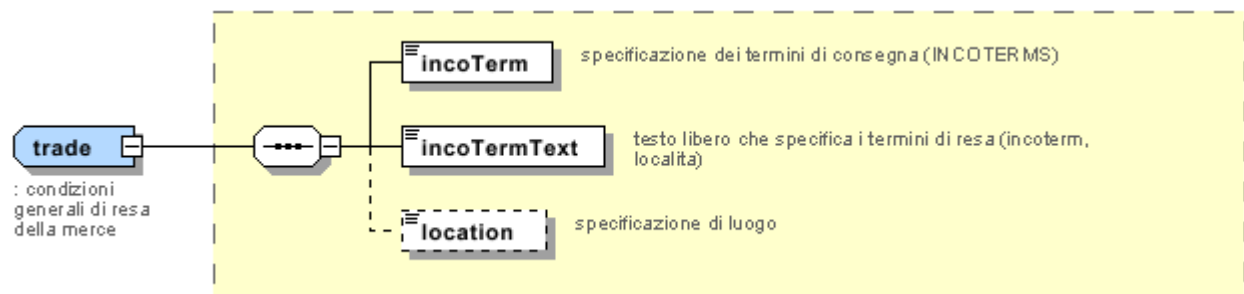 incoTerm
specificazione dei termini di consegna (INCOTERMS)
trade
: condizioni
generali di resa
della merce
incoTermText
testo libero che specifica i termini di resa (incoterm,
localita)
location
specificazione di luogo